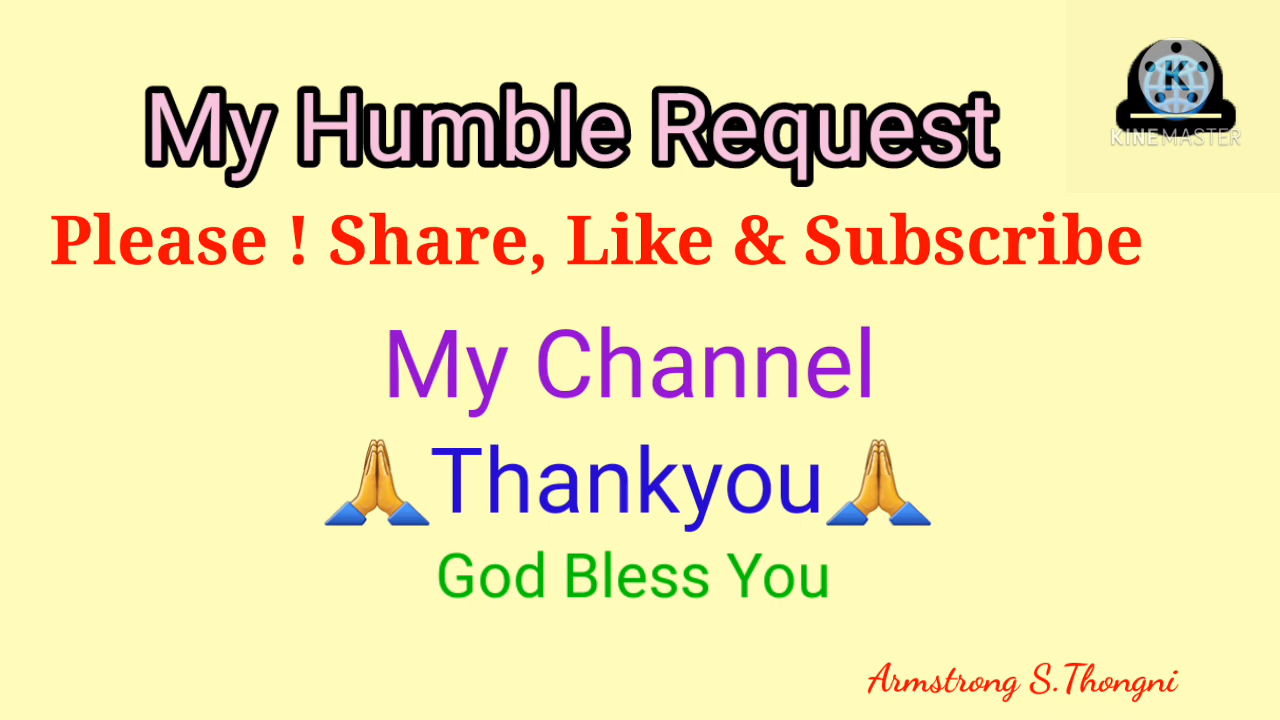 My Humble Request
KINEMASTER
Please ! Share, Like & Subscribe
My Channel
🙏Thankyou🙏
God Bless You
Armstrong S.Thongni